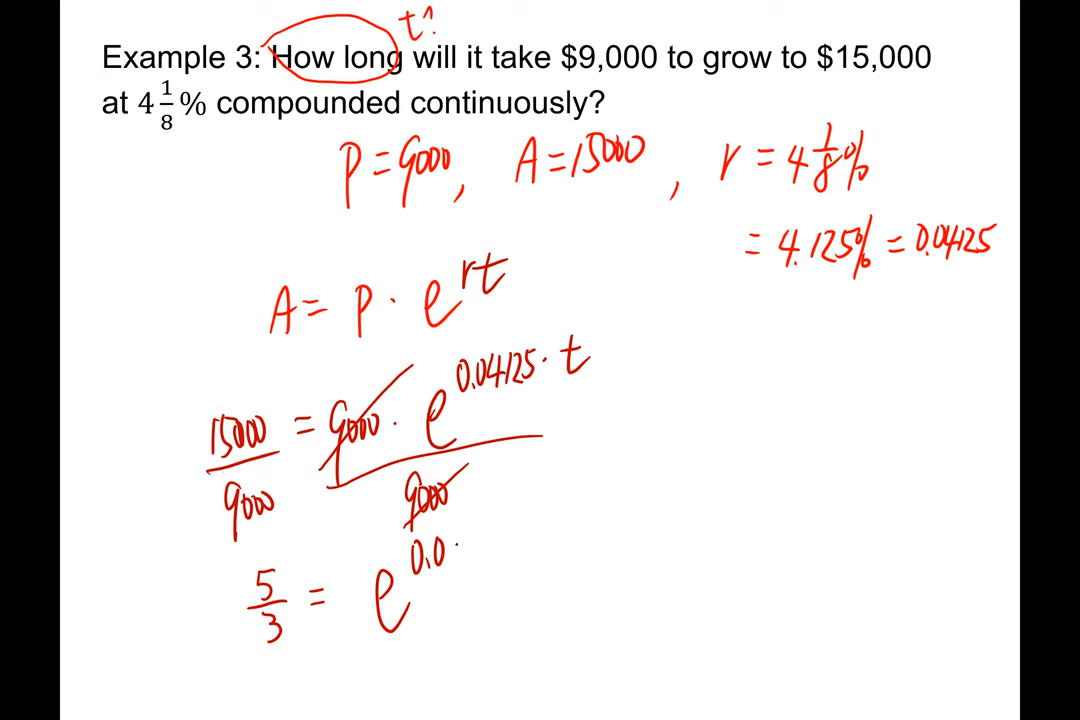 t?
Example 3: How long will it take $9,000 to grow to $15,000
at 4 1/8 % compounded continuously?
P = 9000, A = 15000, r = 4 1/8 %
= 4.125% = 0.04125
A = P · e^rt
15000/9000 = 9000 · e^0.04125 · t / 9000
5/3 = e^0.0